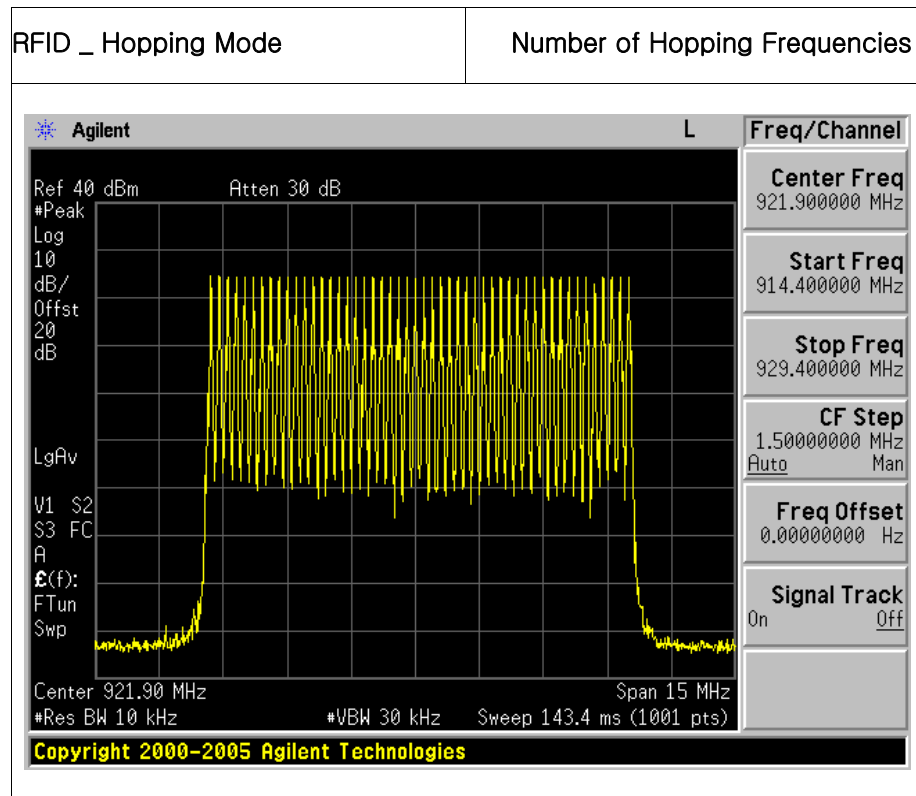 RFID _ Hopping Mode
Number of Hopping Frequencies
Agilent
L
Freq/Channel
Ref 40 dBm
Atten 30 dB
#Peak
Log
10
dB/
Offst
20
dB
LgAv
V1 S2
S3 FC
A
£(f):
FTun
Swp
Center 921.90 MHz
Span 15 MHz
#Res BW 10 kHz
#VBW 30 kHz
Sweep 143.4 ms (1001 pts)
Copyright 2000-2005 Agilent Technologies
Center Freq
921.900000 MHz
Start Freq
914.400000 MHz
Stop Freq
929.400000 MHz
CF Step
1.50000000 MHz
Auto Man
Freq Offset
0.00000000 Hz
Signal Track
On Off